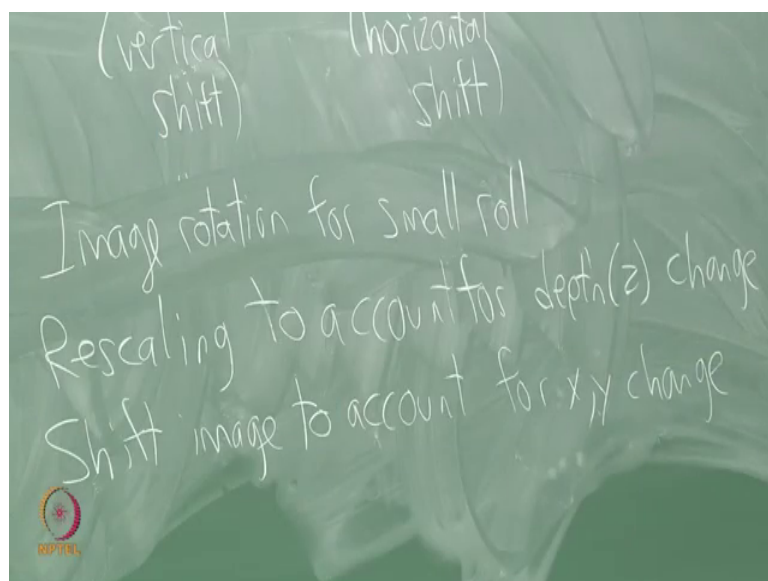 (vertical (horizontal
shift) shift)
Image rotation for small roll
Rescaling to account for depth(z) change
Shift image to account for x,y change
NPTEL